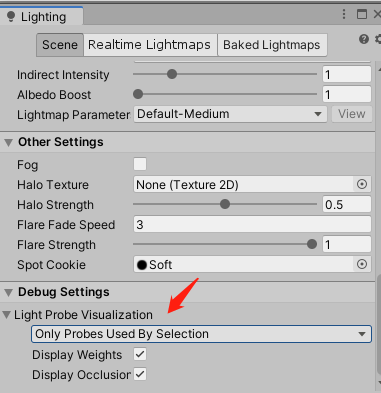 Lighting
Scene Realtime Lightmaps Baked Lightmaps
Indirect Intensity 1
Albedo Boost 1
Lightmap Parameter Default-Medium View
Other Settings
Fog
Halo Texture None (Texture 2D)
Halo Strength 0.5
Flare Fade Speed 3
Flare Strength 1
Spot Cookie Soft
Debug Settings
Light Probe Visualization
Only Probes Used By Selection
Display Weights
Display Occlusion